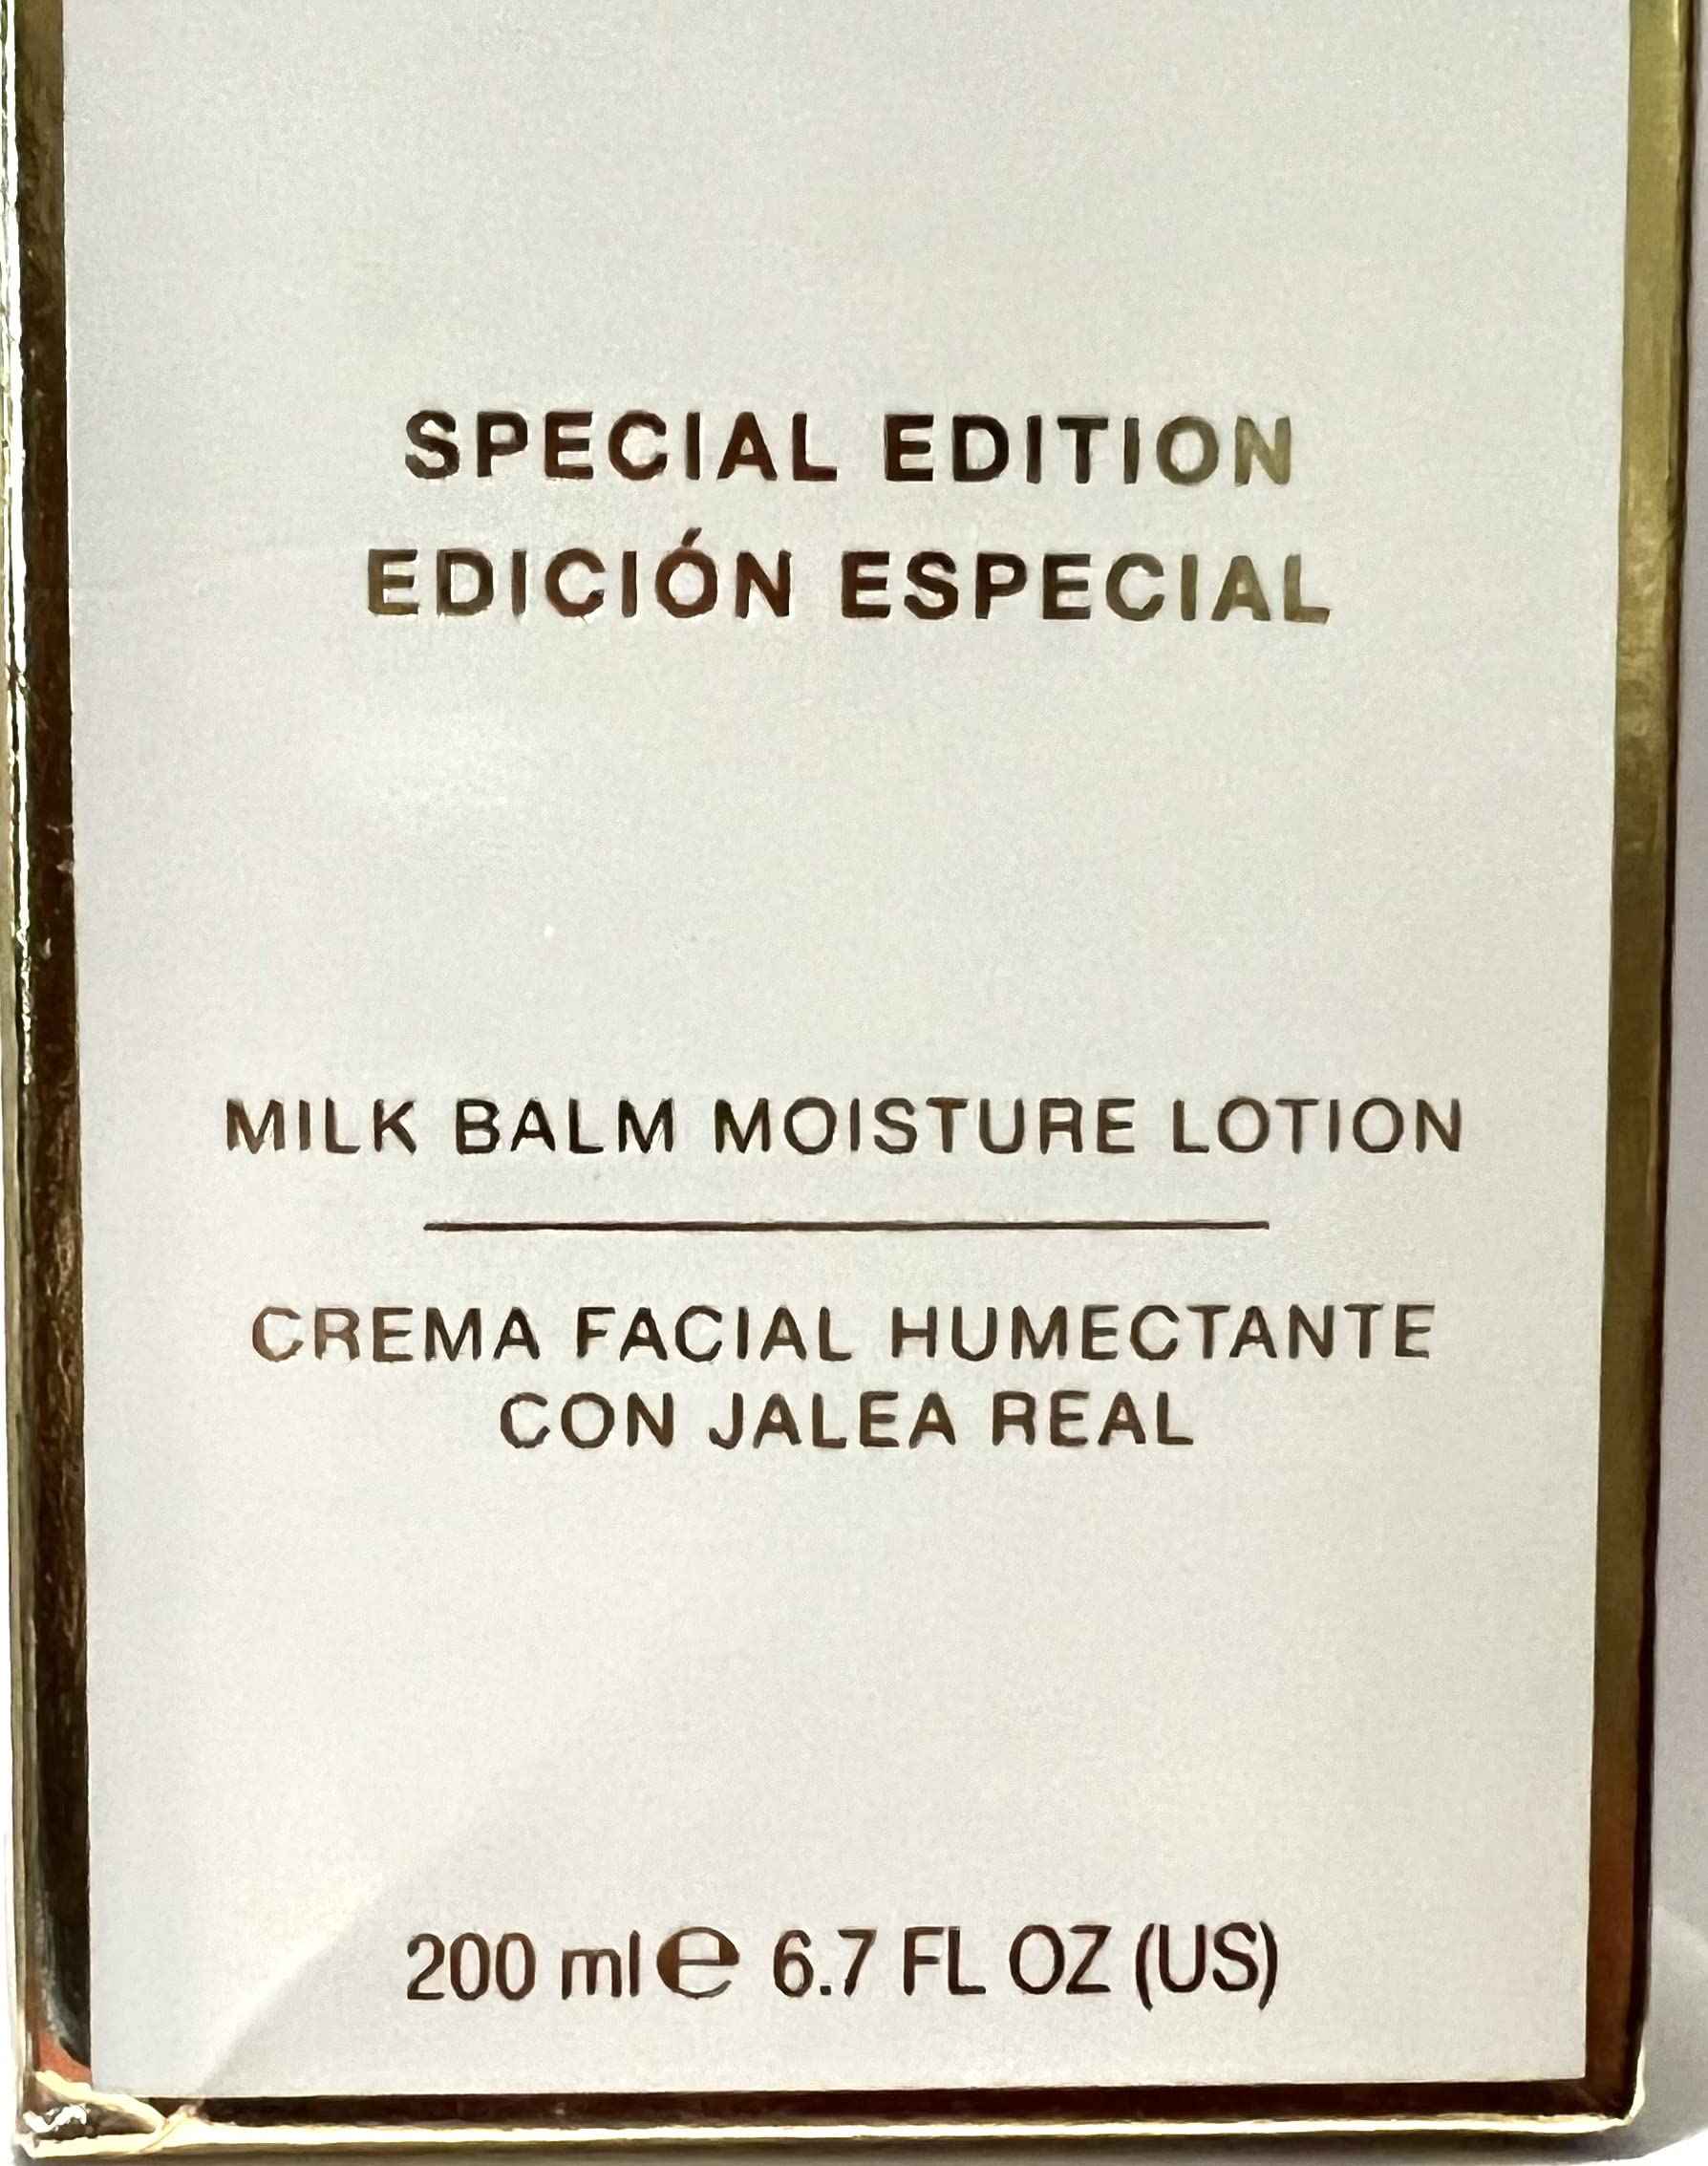 SPECIAL EDITION
EDICIÓN ESPECIAL
MILK BALM MOISTURE LOTION
CREMA FACIAL HUMECTANTE
CON JALEA REAL
200 ml ℮ 6.7 FL OZ (US)